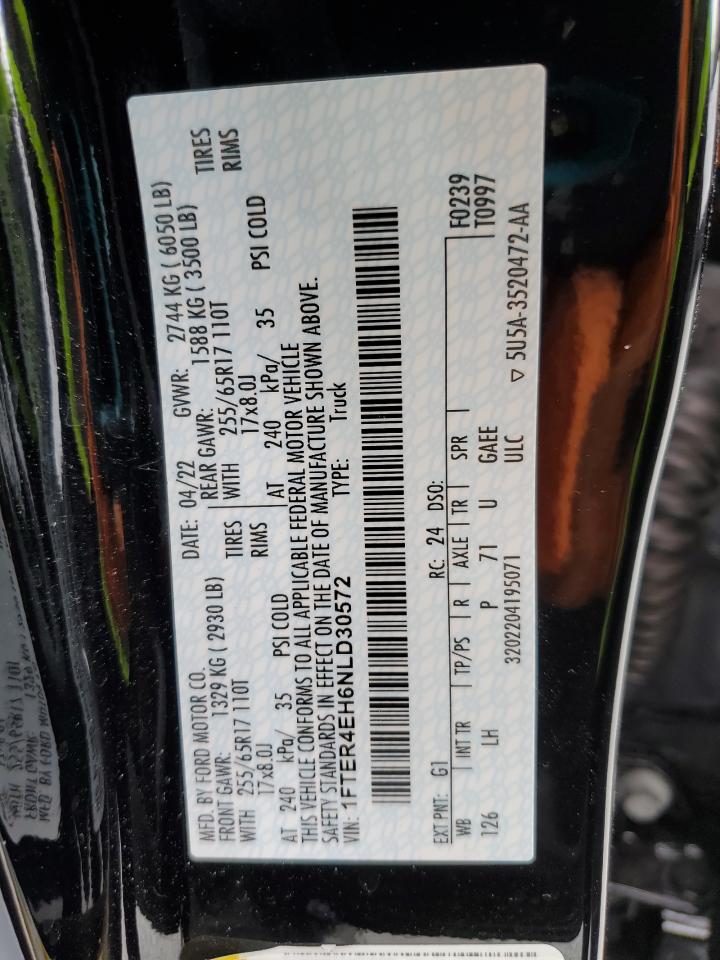 MFD. BY FORD MOTOR CO.
DATE: 04/22 GVWR: 2744 KG ( 6050 LB)
FRONT GAWR: 1329 KG ( 2930 LB) REAR GAWR: 1588 KG ( 3500 LB)
WITH 255/65R17 110T TIRES WITH 255/65R17 110T TIRES
17x8.0J RIMS 17x8.0J RIMS
AT 240 kPa/ 35 PSI COLD AT 240 kPa/ 35 PSI COLD
THIS VEHICLE CONFORMS TO ALL APPLICABLE FEDERAL MOTOR VEHICLE
SAFETY STANDARDS IN EFFECT ON THE DATE OF MANUFACTURE SHOWN ABOVE.
VIN: 1FTER4EH6NLD30572 TYPE: Truck
EXT PNT: G1 RC: 24 DSO: F0239
WB INT TR TP/PS R AXLE TR SPR T0997
126 LH P 71 U GAEE
3202204195071 ULC ▽ 5U5A-3520472-AA